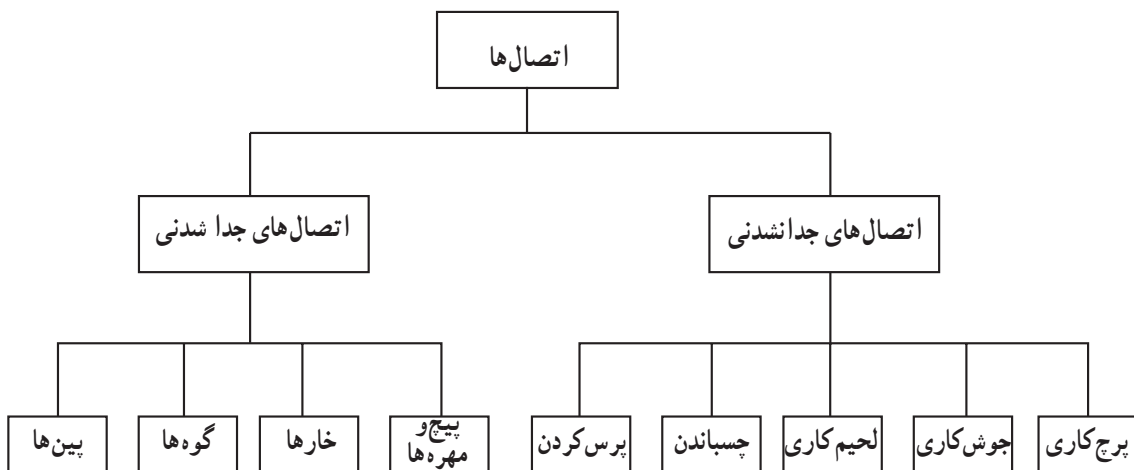 اتصال‌ها
اتصال‌های جدانشدنی
اتصال‌های جدا شدنی
پرچ‌کاری
جوش‌کاری
لحیم‌کاری
چسباندن
پرس‌کردن
پیچ‌و
مهره‌ها
خارها
گوه‌ها
پین‌ها